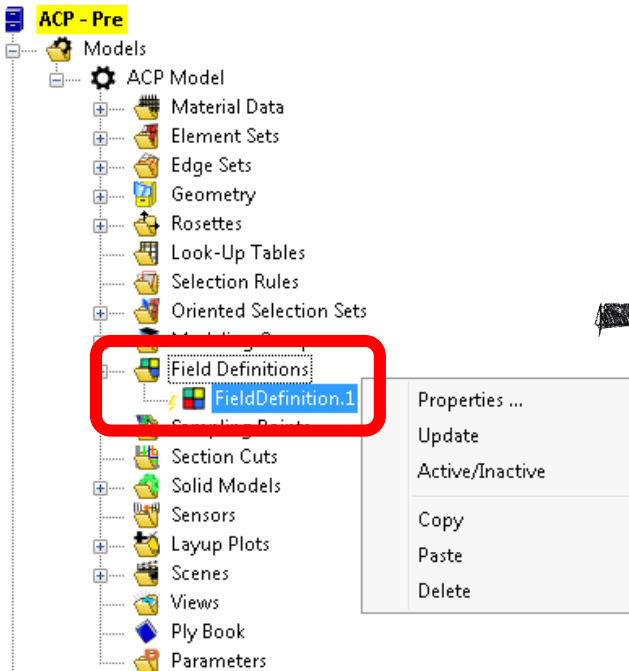 ACP - Pre
Models
ACP Model
Material Data
Element Sets
Edge Sets
Geometry
Rosettes
Look-Up Tables
Selection Rules
Oriented Selection Sets
Field Definitions
FieldDefinition.1
Sampling Points
Section Cuts
Solid Models
Sensors
Layup Plots
Scenes
Views
Ply Book
Parameters
Properties ...
Update
Active/Inactive
Copy
Paste
Delete